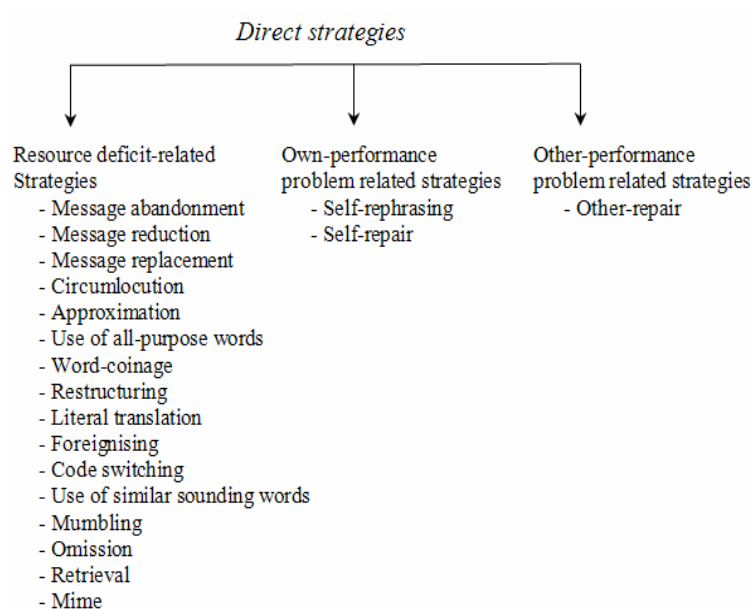 Direct strategies
Resource deficit-related
Strategies
- Message abandonment
- Message reduction
- Message replacement
- Circumlocution
- Approximation
- Use of all-purpose words
- Word-coinage
- Restructuring
- Literal translation
- Foreignising
- Code switching
- Use of similar sounding words
- Mumbling
- Omission
- Retrieval
- Mime
Own-performance
problem related strategies
- Self-rephrasing
- Self-repair
Other-performance
problem related strategies
- Other-repair